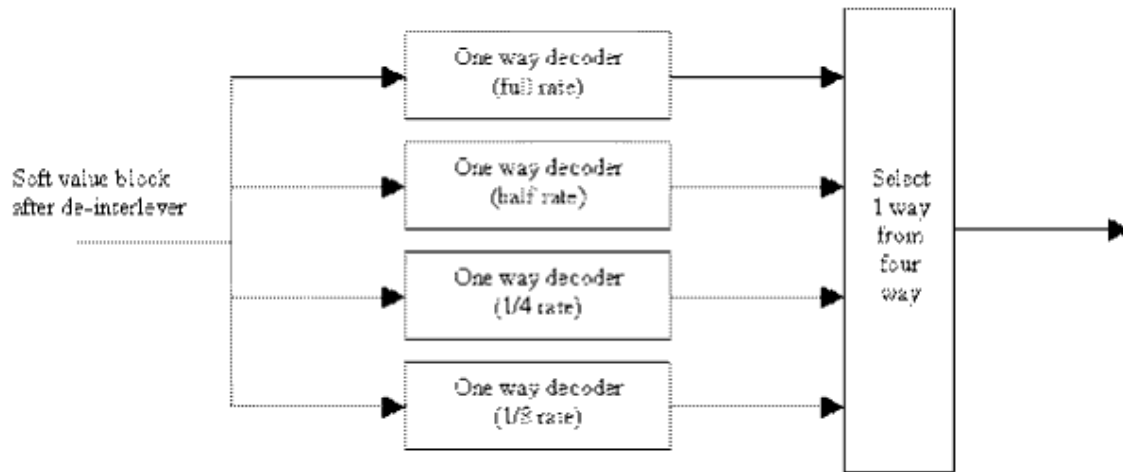 One way decoder
(full rate)
Soft value block
after de-interlever
One way decoder
(half rate)
One way decoder
(1/4 rate)
One way decoder
(1/8 rate)
Select
1 way
from
four
way